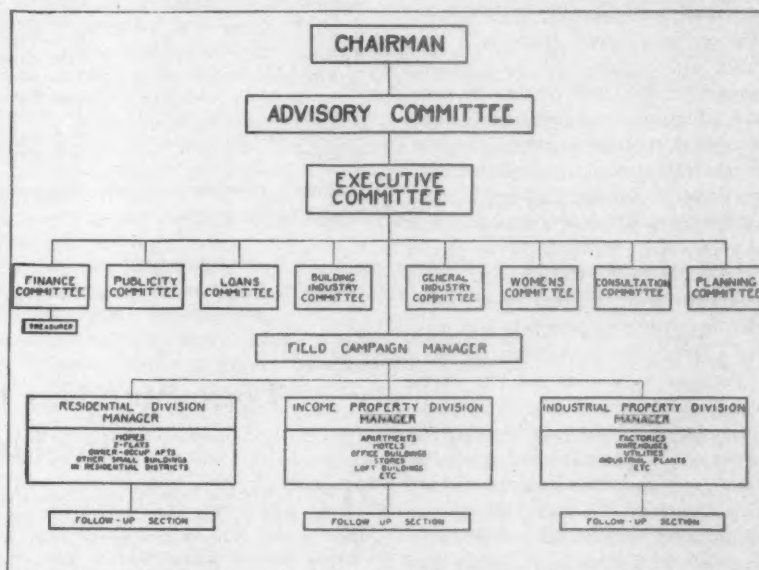 CHAIRMAN
ADVISORY COMMITTEE
EXECUTIVE
COMMITTEE
FINANCE
COMMITTEE
TREASURER
PUBLICITY
COMMITTEE
LOANS
COMMITTEE
BUILDING
INDUSTRY
COMMITTEE
GENERAL
INDUSTRY
COMMITTEE
WOMENS
COMMITTEE
CONSULTATION
COMMITTEE
PLANNING
COMMITTEE
FIELD CAMPAIGN MANAGER
RESIDENTIAL DIVISION
MANAGER
HOMES
2-FLATS
OWNER-OCCUP APTS
OTHER SMALL BUILDINGS
IN RESIDENTIAL DISTRICTS
FOLLOW-UP SECTION
INCOME PROPERTY DIVISION
MANAGER
APARTMENTS
HOTELS
OFFICE BUILDINGS
STORES
LOFT BUILDINGS
ETC
FOLLOW UP SECTION
INDUSTRIAL PROPERTY DIVISION
MANAGER
FACTORIES
WAREHOUSES
UTILITIES
INDUSTRIAL PLANTS
ETC
FOLLOW-UP SECTION